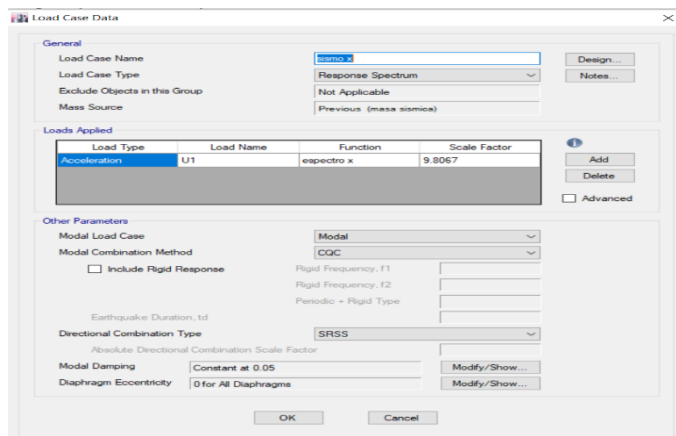 Load Case Data
General
Load Case Name sismo x Design...
Load Case Type Response Spectrum Notes...
Exclude Objects in this Group Not Applicable
Mass Source Previous (masa sismica)
Loads Applied
Load Type Load Name Function Scale Factor
Acceleration U1 espectro x 9.8067 Add
Delete
Advanced
Other Parameters
Modal Load Case Modal
Modal Combination Method CQC
Include Rigid Response Rigid Frequency, f1
Rigid Frequency, f2
Periodic + Rigid Type
Earthquake Duration, td
Directional Combination Type SRSS
Absolute Directional Combination Scale Factor
Modal Damping Constant at 0.05 Modify/Show...
Diaphragm Eccentricity 0 for All Diaphragms Modify/Show...
OK Cancel